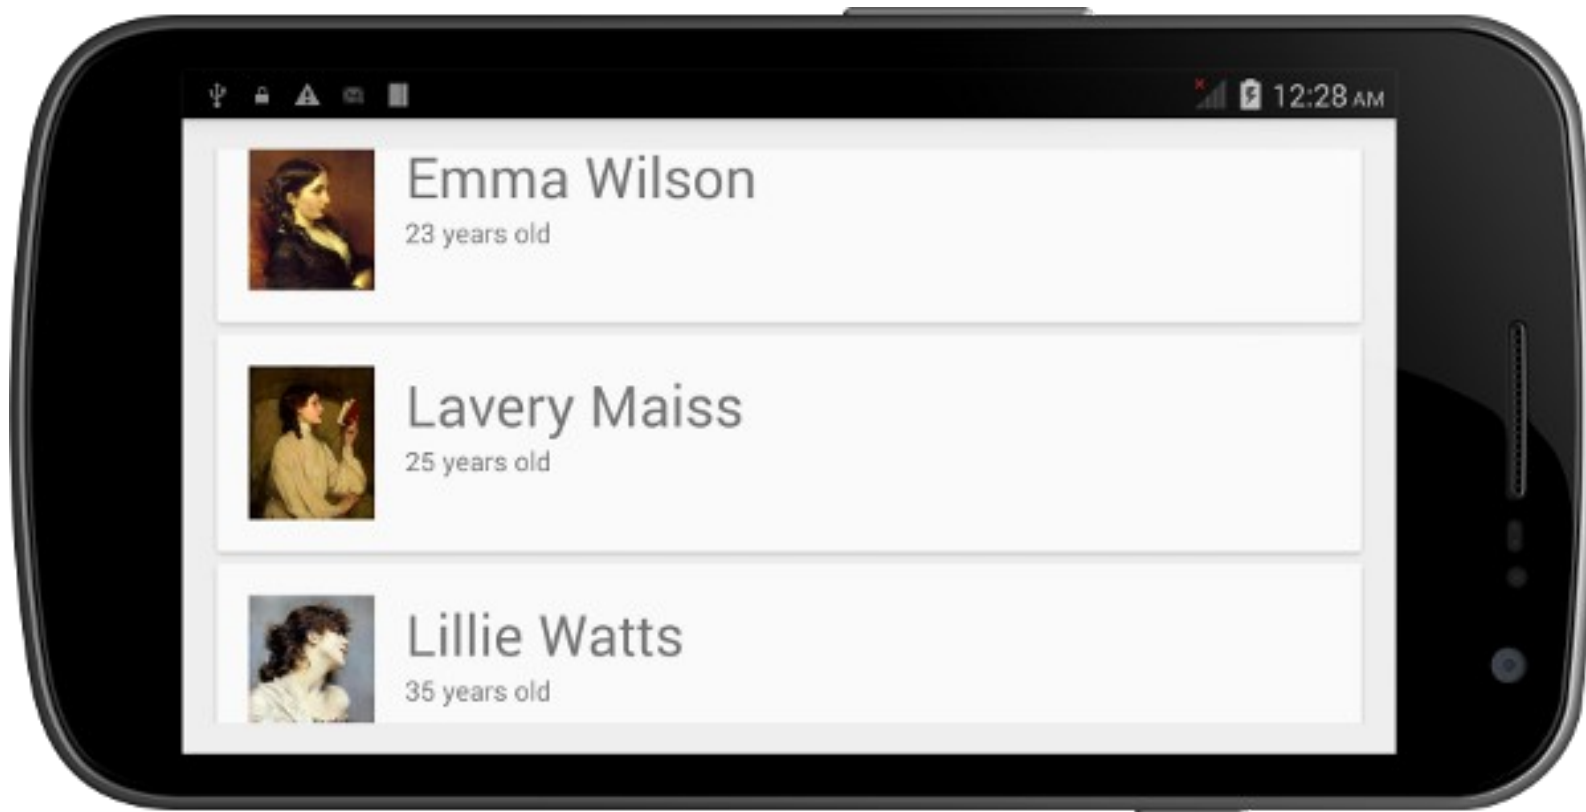 12:28 AM
Emma Wilson
23 years old
Lavery Maiss
25 years old
Lillie Watts
35 years old